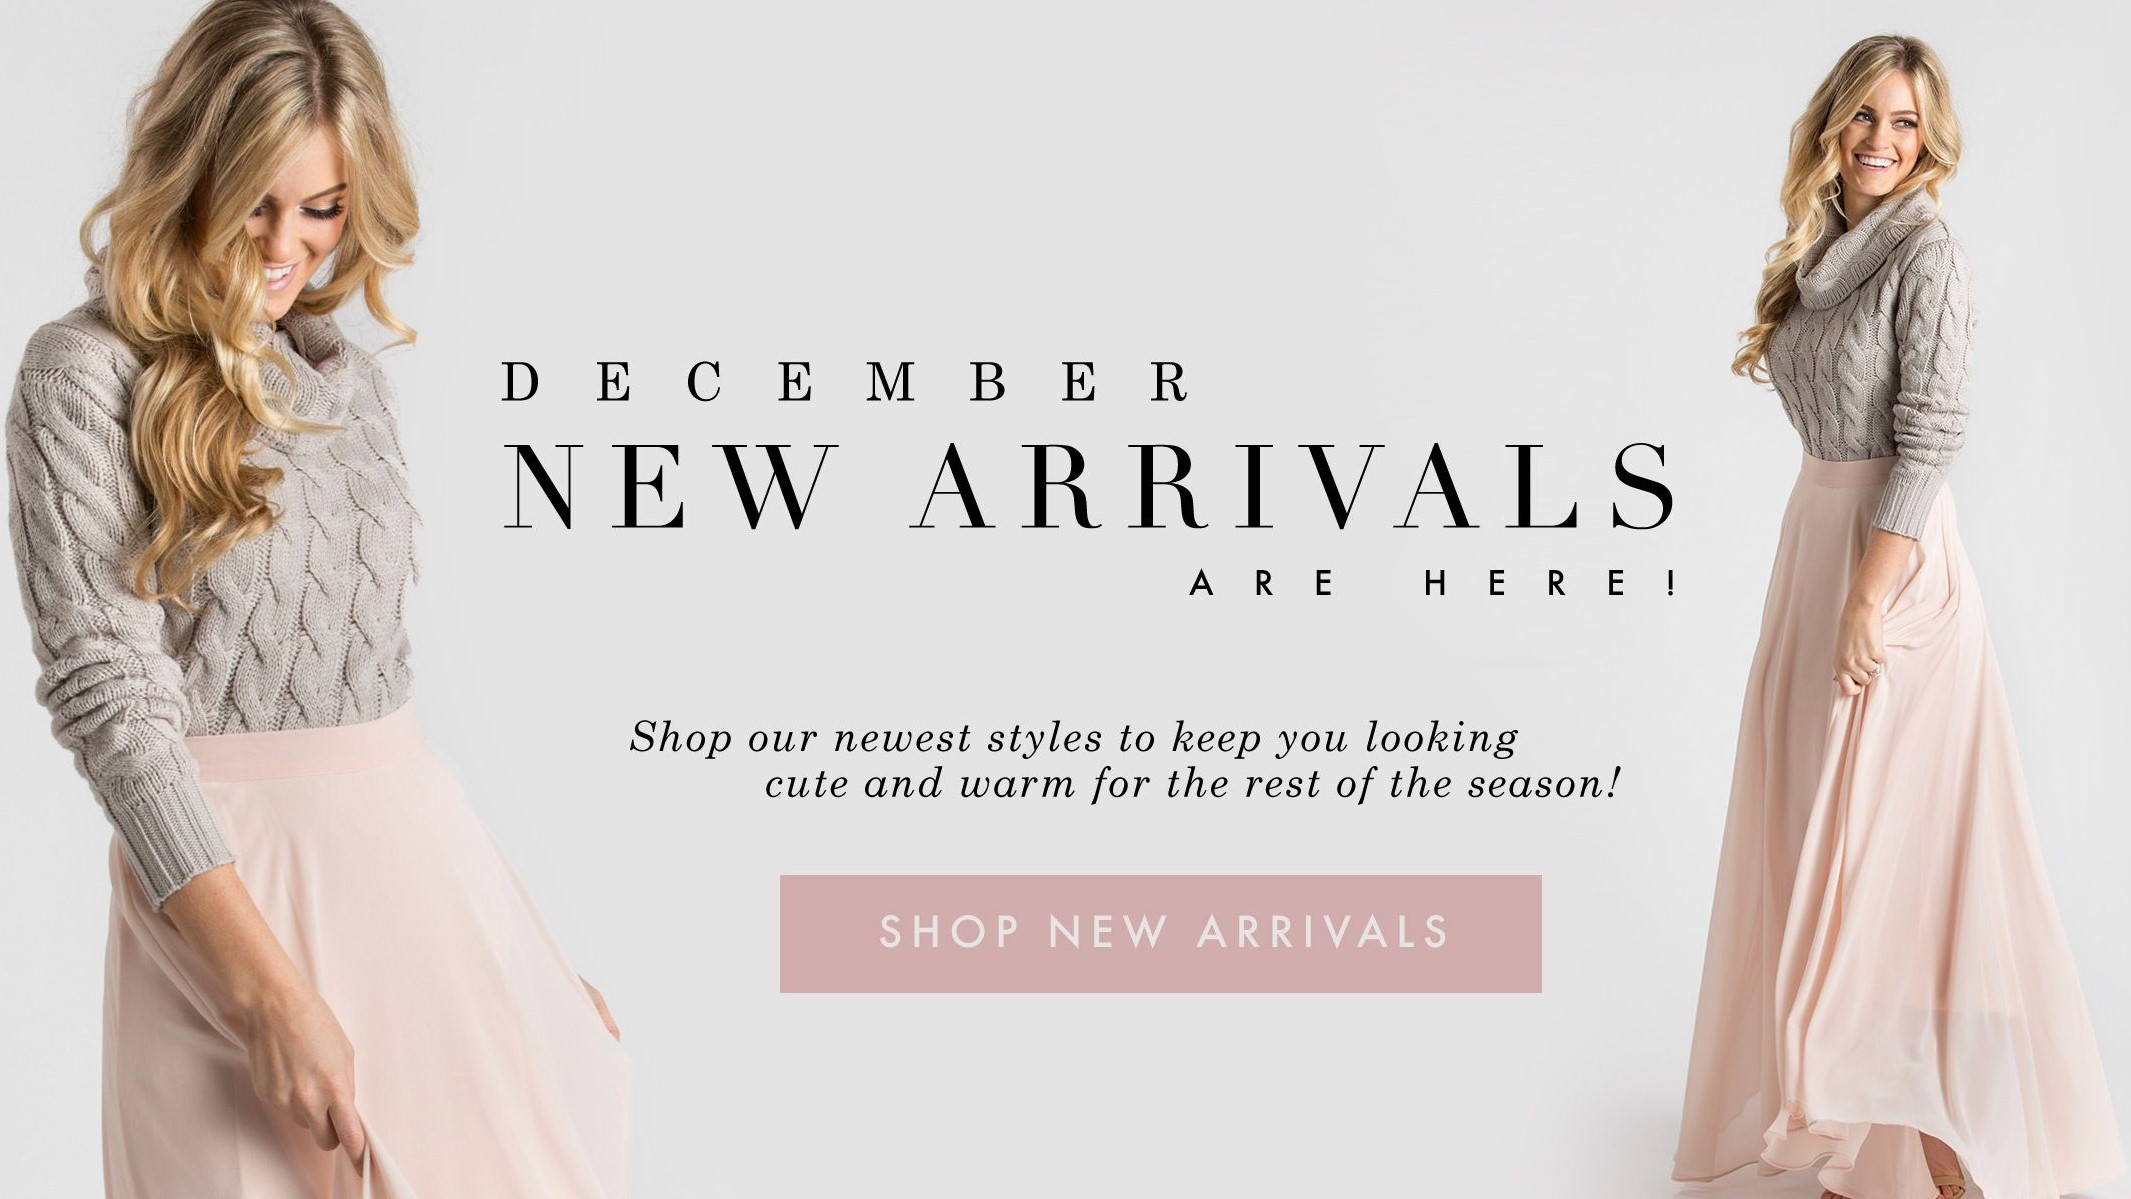 DECEMBER
NEW ARRIVALS
ARE HERE!
Shop our newest styles to keep you looking
cute and warm for the rest of the season!
SHOP NEW ARRIVALS